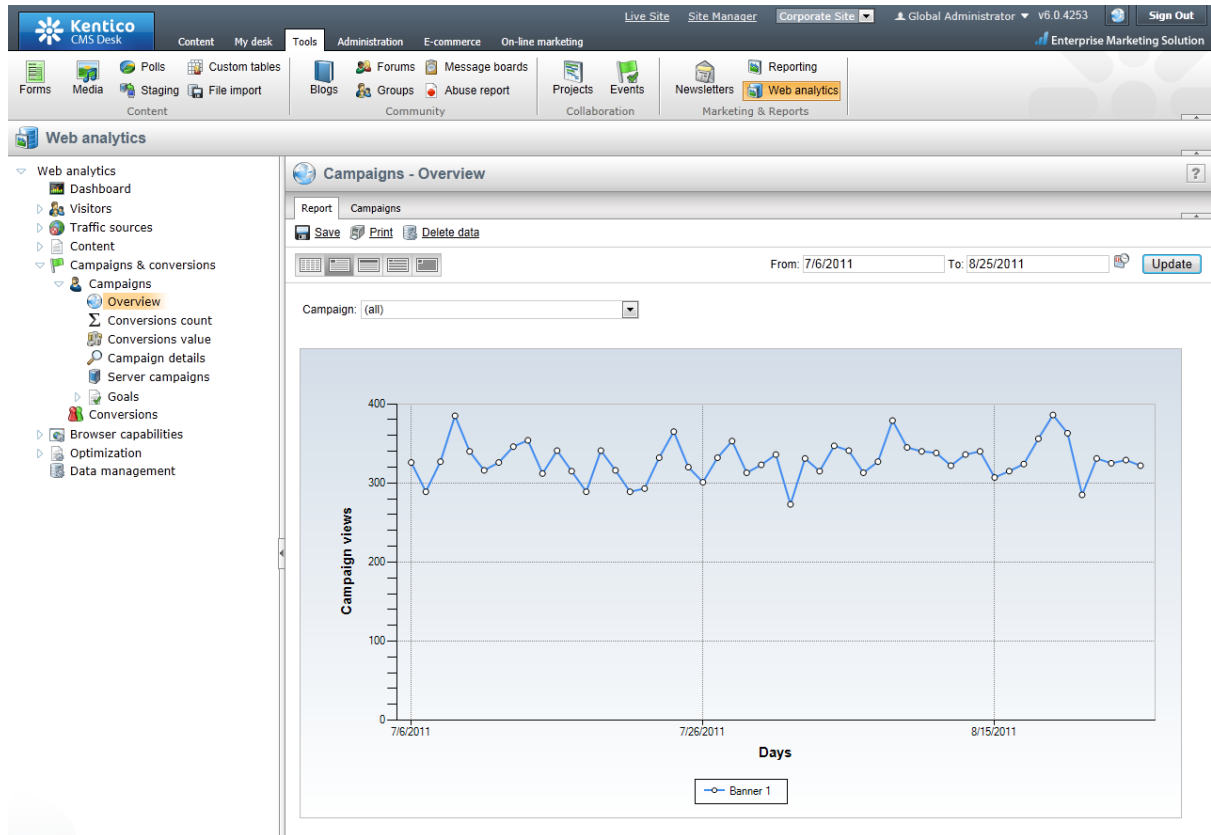 Kentico
CMS Desk
Live Site Site Manager Corporate Site Global Administrator v6.0.4253 Sign Out
Content My desk Tools Administration E-commerce On-line marketing Enterprise Marketing Solution
Forms Media Polls Custom tables Staging File import
Content
Blogs Forums Message boards Groups Abuse report
Community
Projects Events
Collaboration
Newsletters Reporting Web analytics
Marketing & Reports
Web analytics
Web analytics
Dashboard
Visitors
Traffic sources
Content
Campaigns & conversions
Campaigns
Overview
Conversions count
Conversions value
Campaign details
Server campaigns
Goals
Conversions
Browser capabilities
Optimization
Data management
Campaigns - Overview ?
Report Campaigns
Save Print Delete data
From: 7/6/2011 To: 8/25/2011 Update
Campaign: (all)
400
300
200
100
0
Campaign views
7/6/2011 7/26/2011 8/15/2011
Days
Banner 1